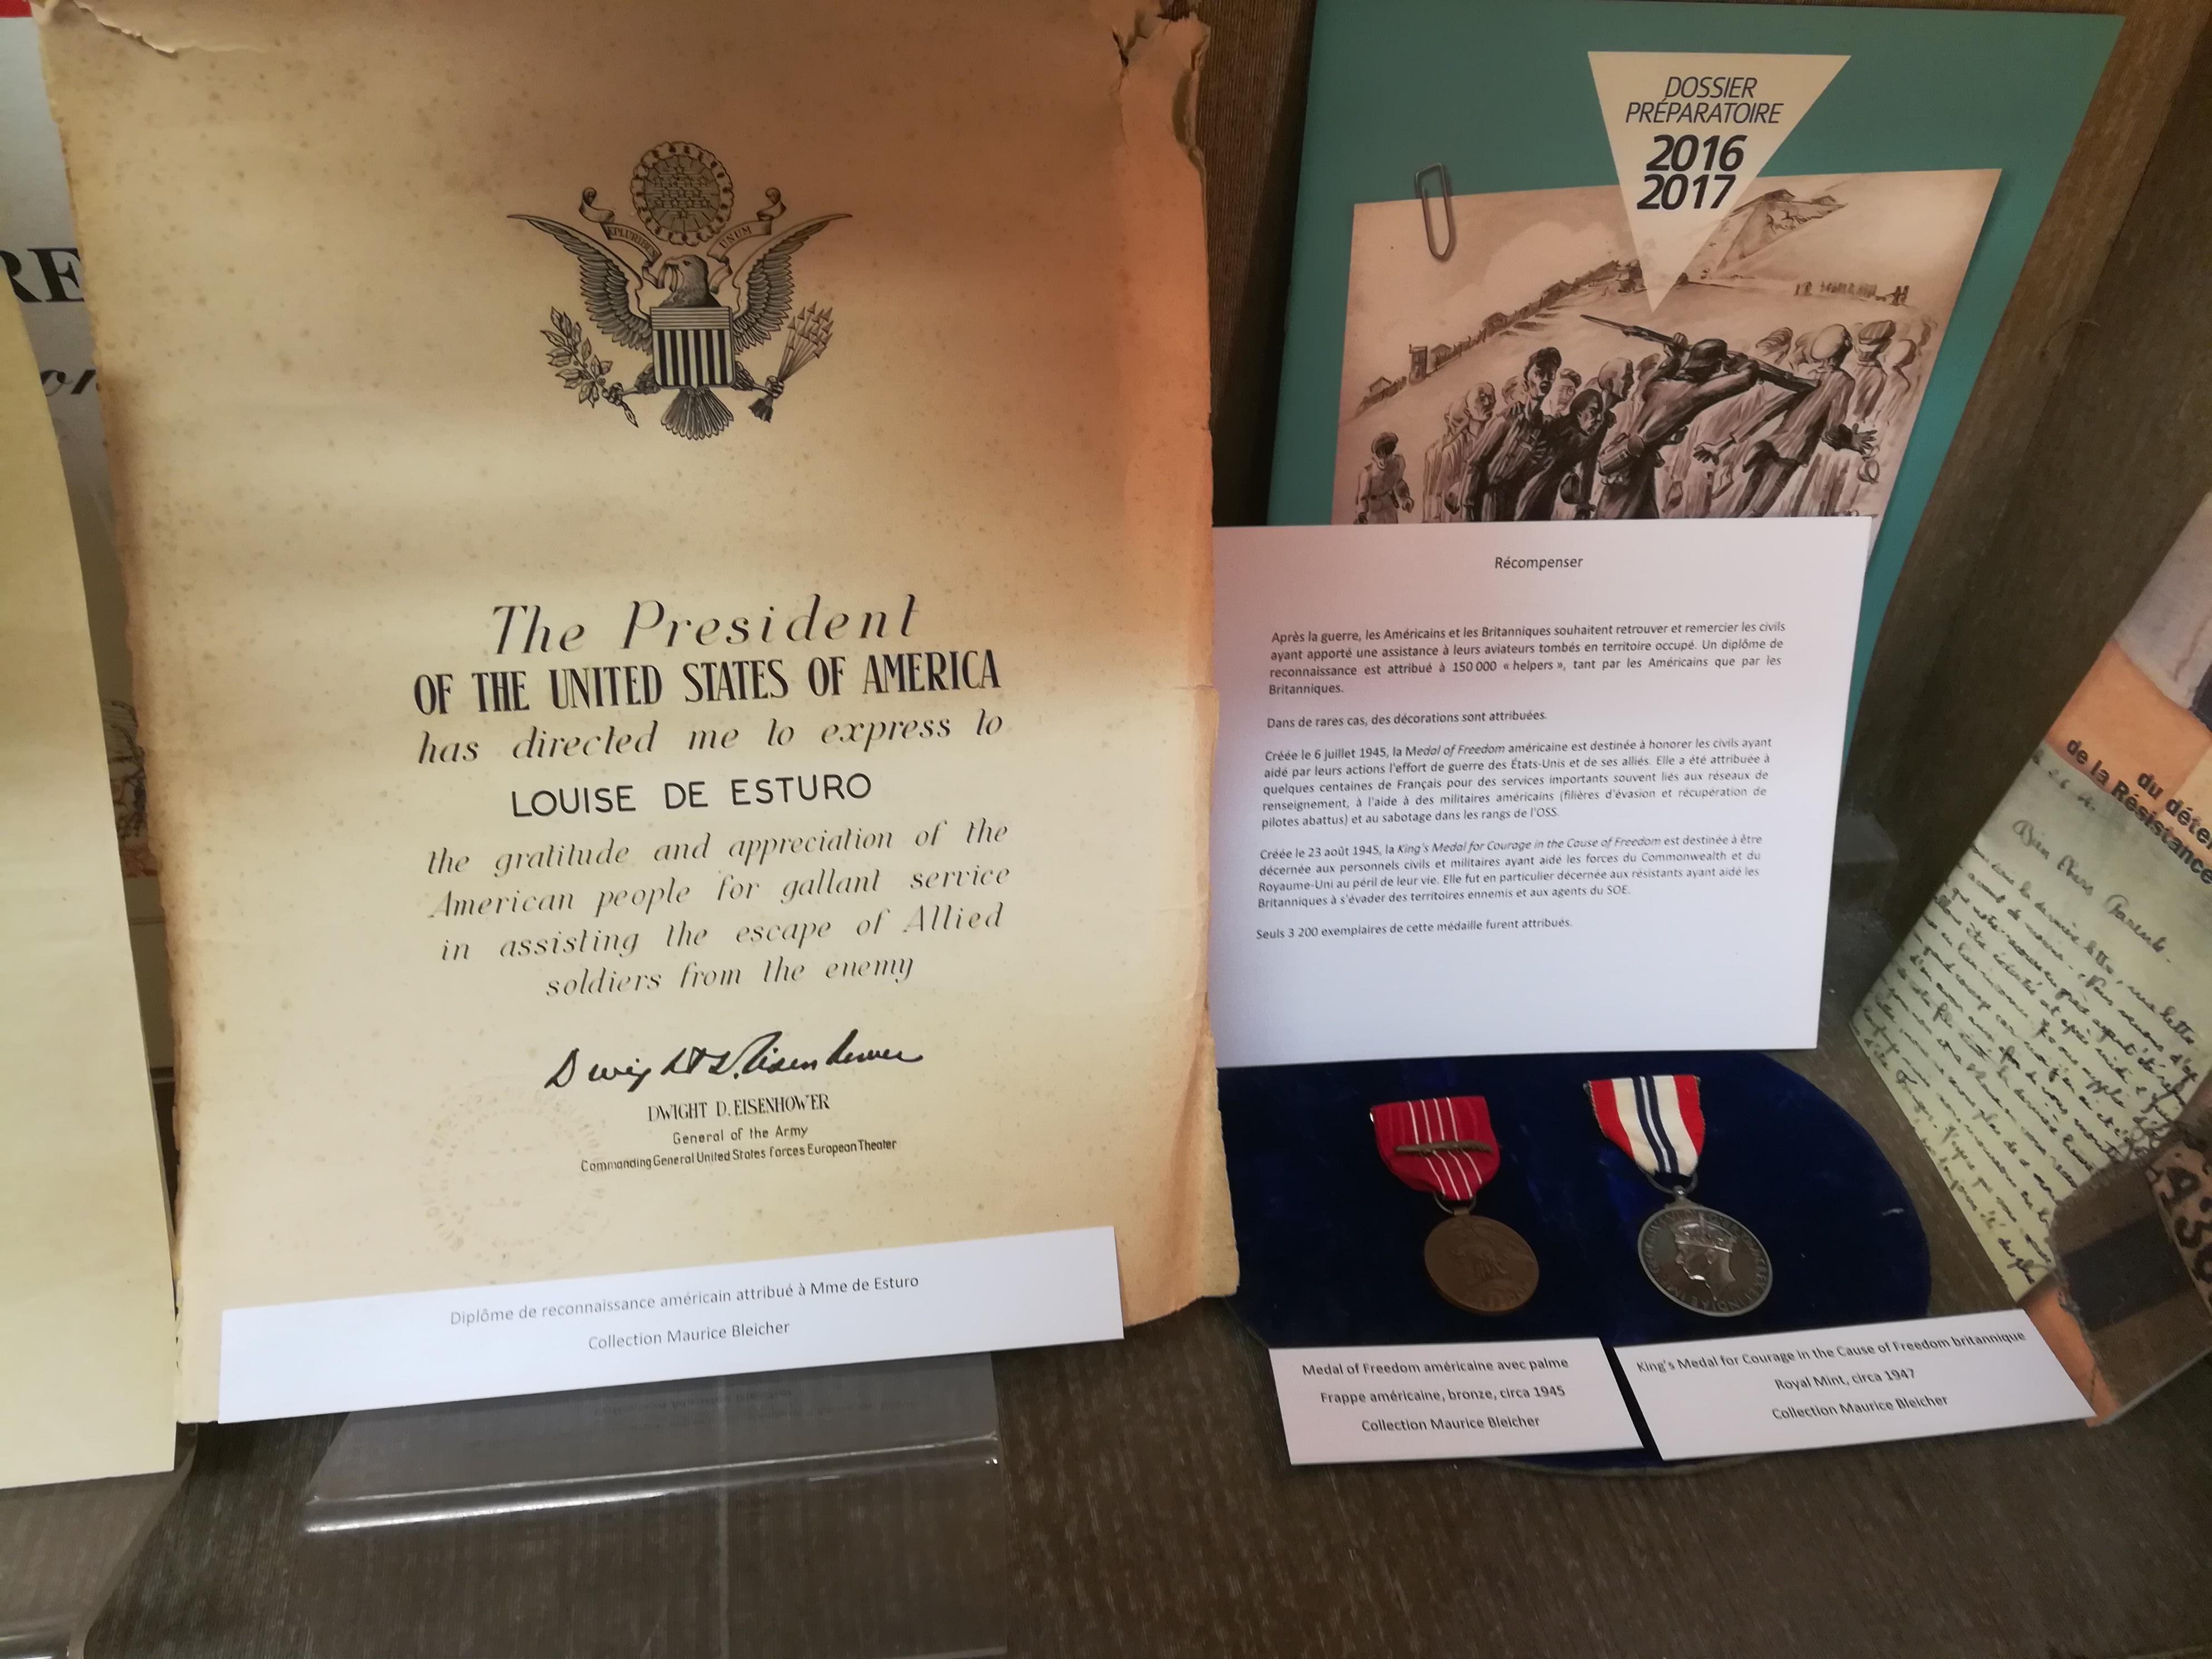 RE
on
E PLURIBUS UNUM
The President
OF THE UNITED STATES OF AMERICA
has directed me to express to
LOUISE DE ESTURO
the gratitude and appreciation of the
American people for gallant service
in assisting the escape of Allied
soldiers from the enemy
Dwight D. Eisenhower
DWIGHT D. EISENHOWER
General of the Army
Commanding General United States Forces European Theater
Diplôme de reconnaissance américain attribué à Mme de Esturo
Collection Maurice Bleicher
DOSSIER
PRÉPARATOIRE
2016
2017
Récompenser
Après la guerre, les Américains et les Britanniques souhaitent retrouver et remercier les civils
ayant apporté une assistance à leurs aviateurs tombés en territoire occupé. Un diplôme de
reconnaissance est attribué à 150 000 « helpers », tant par les Américains que par les
Britanniques.
Dans de rares cas, des décorations sont attribuées.
Créée le 6 juillet 1945, la Medal of Freedom américaine est destinée à honorer les civils ayant
aidé par leurs actions l'effort de guerre des États-Unis et de ses alliés. Elle a été attribuée à
quelques centaines de Français pour des services importants souvent liés aux réseaux de
renseignement, à l'aide à des militaires américains (filières d'évasion et récupération de
pilotes abattus) et au sabotage dans les rangs de l'OSS.
Créée le 23 août 1945, la King's Medal for Courage in the Cause of Freedom est destinée à être
décernée aux personnels civils et militaires ayant aidé les forces du Commonwealth et du
Royaume-Uni au péril de leur vie. Elle fut en particulier décernée aux résistants ayant aidé les
Britanniques à s'évader des territoires ennemis et aux agents du SOE.
Seuls 3 200 exemplaires de cette médaille furent attribués.
Medal of Freedom américaine avec palme
Frappe américaine, bronze, circa 1945
Collection Maurice Bleicher
King's Medal for Courage in the Cause of Freedom britannique
Royal Mint, circa 1947
Collection Maurice Bleicher
du déte
de la Résistance
Bien Chers Parents